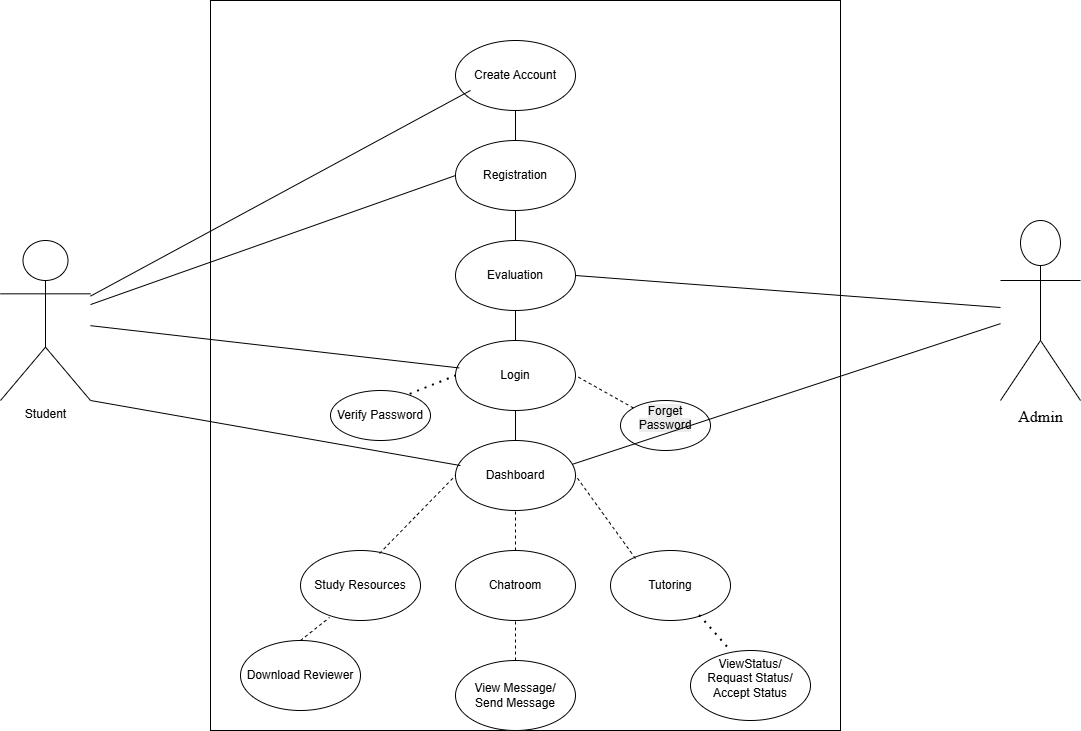 Create Account
Registration
Evaluation
Login
Verify Password
Forget
Password
Student
Admin
Dashboard
Study Resources
Chatroom
Tutoring
Download Reviewer
View Message/
Send Message
ViewStatus/
Requast Status/
Accept Status